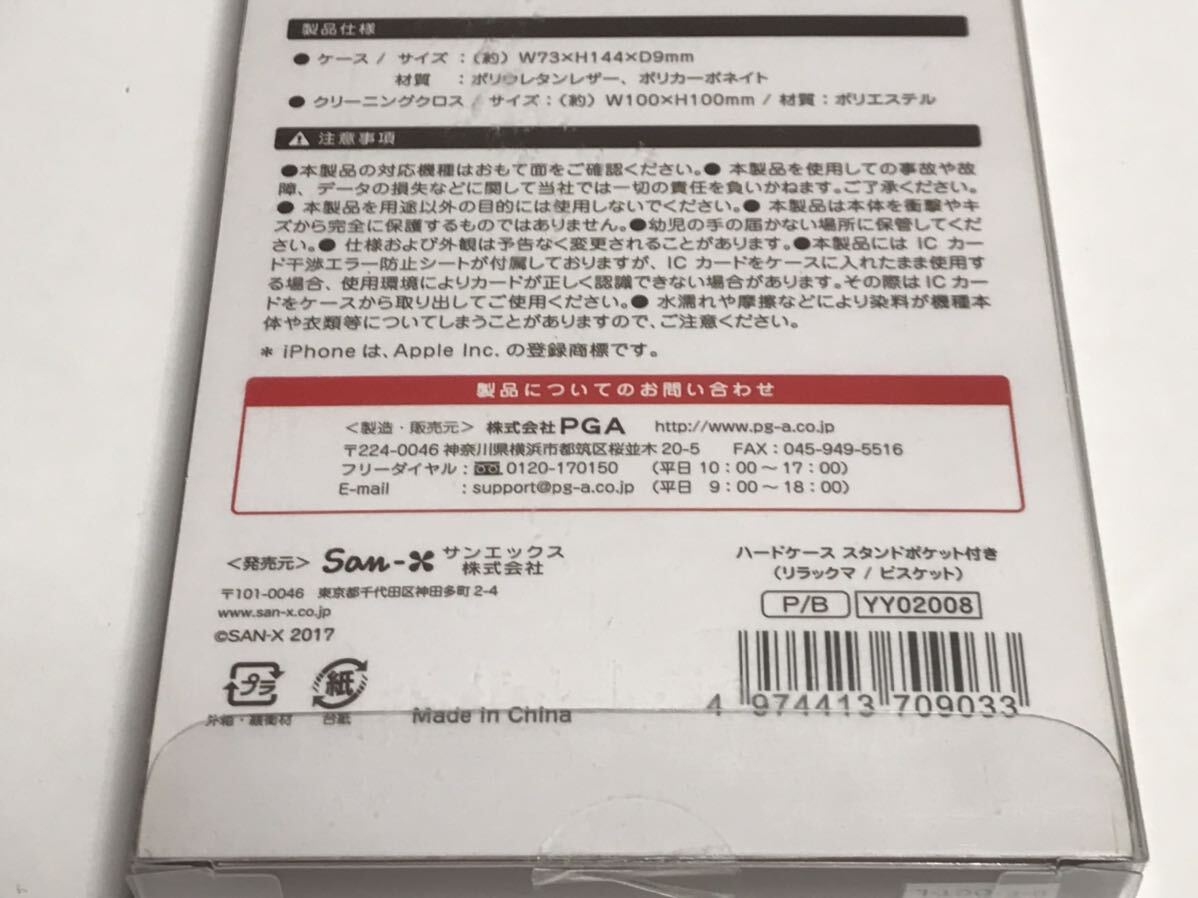 製品仕様
● ケース / サイズ :（約）W73×H144×D9mm
材質 : ポリウレタンレザー、ポリカーボネイト
● クリーニングクロス / サイズ :（約）W100×H100mm / 材質 : ポリエステル
注意事項
●本製品の対応機種はおもて面をご確認ください。● 本製品を使用しての事故や故
障、データの損失などに関して当社では一切の責任を負いかねます。ご了承ください。
● 本製品を用途以外の目的には使用しないでください。● 本製品は本体を衝撃やキ
ズから完全に保護するものではありません。●幼児の手の届かない場所に保管してくだ
さい。● 仕様および外観は予告なく変更されることがあります。●本製品には IC カー
ド干渉エラー防止シートが付属しておりますが、IC カードをケースに入れたまま使用す
る場合、使用環境によりカードが正しく認識できない場合があります。その際は IC カー
ドをケースから取り出してご使用ください。● 水濡れや摩擦などにより染料が機種本
体や衣類等についてしまうことがありますので、ご注意ください。
* iPhone は、Apple Inc. の登録商標です。
製品についてのお問い合わせ
＜製造・販売元＞ 株式会社PGA http://www.pg-a.co.jp
〒224-0046 神奈川県横浜市都筑区桜並木 20-5 FAX : 045-949-5516
フリーダイヤル : 0120-170150 （平日 10 : 00 ～ 17 : 00）
E-mail : support@pg-a.co.jp （平日 9 : 00 ～ 18 : 00）
＜発売元＞ San-X サンエックス
株式会社
〒101-0046 東京都千代田区神田多町 2-4
www.san-x.co.jp
©SAN-X 2017
ハードケース スタンドポケット付き
（リラックマ / ビスケット）
P/B YY02008
プラ 紙
外箱・緩衝材 台紙
Made in China
4 974413 709033